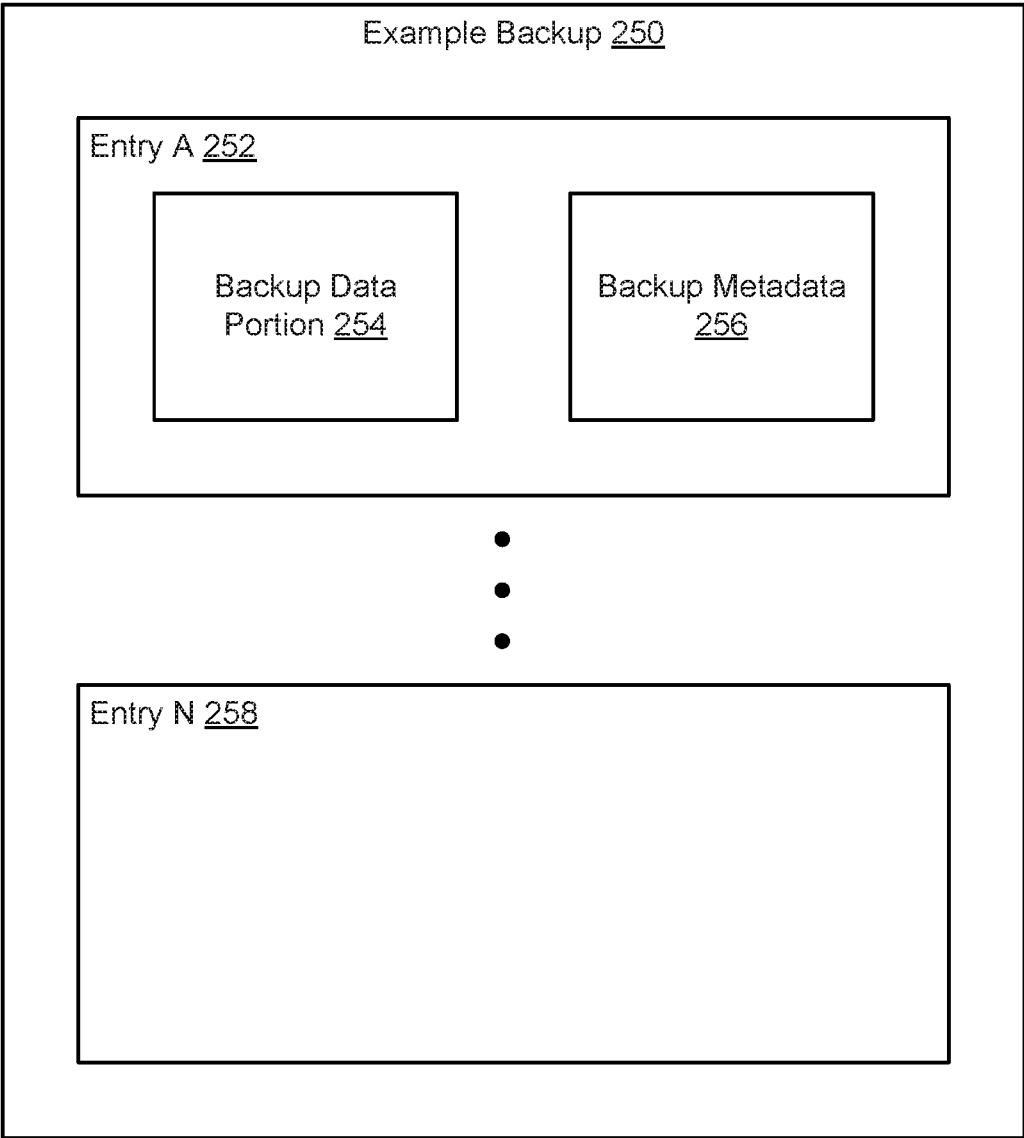 Example Backup 250
Entry A 252
Backup Data
Portion 254
Backup Metadata
256
Entry N 258